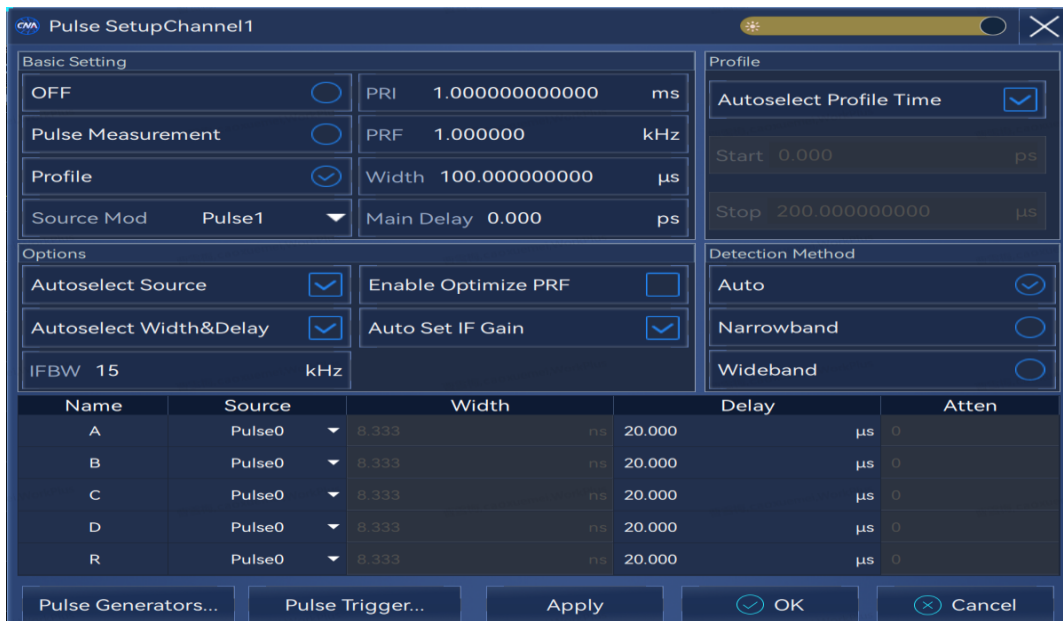 CNA Pulse SetupChannel1
Basic Setting
OFF
PRI 1.000000000000 ms
Pulse Measurement
PRF 1.000000 kHz
Profile
Width 100.000000000 µs
Source Mod Pulse1
Main Delay 0.000 ps
Profile
Autoselect Profile Time
Start 0.000 ps
Stop 200.000000000 µs
Options
Autoselect Source
Enable Optimize PRF
Autoselect Width&Delay
Auto Set IF Gain
IFBW 15 kHz
Detection Method
Auto
Narrowband
Wideband
Name Source Width Delay Atten
A Pulse0 8.333 ns 20.000 µs 0
B Pulse0 8.333 ns 20.000 µs 0
C Pulse0 8.333 ns 20.000 µs 0
D Pulse0 8.333 ns 20.000 µs 0
R Pulse0 8.333 ns 20.000 µs 0
Pulse Generators... Pulse Trigger... Apply OK Cancel